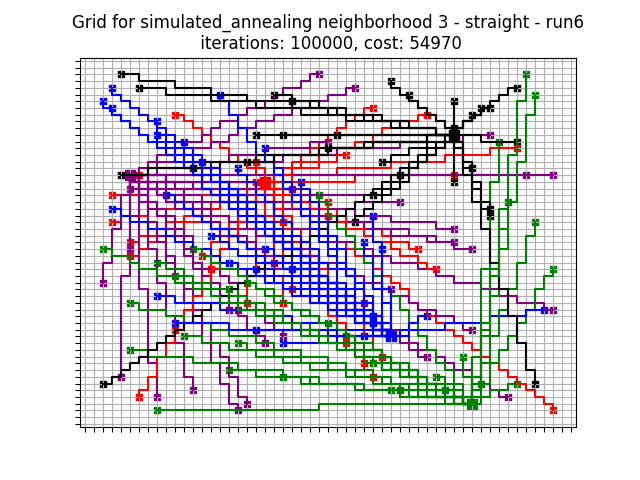 Grid for simulated_annealing neighborhood 3 - straight - run6
iterations: 100000, cost: 54970